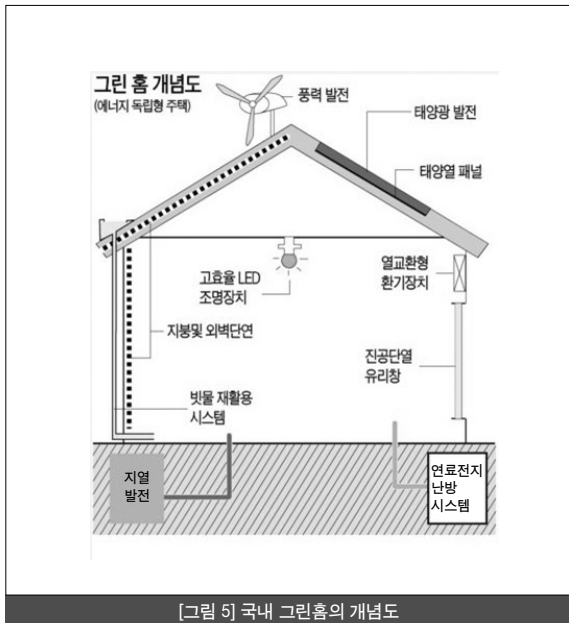 그린 홈 개념도
(에너지 독립형 주택)
풍력 발전
태양광 발전
태양열 패널
고효율 LED
조명장치
열교환형
환기장치
지붕및 외벽단연
진공단열
유리창
빗물 재활용
시스템
지열
발전
연료전지
난방
시스템
[그림 5] 국내 그린홈의 개념도